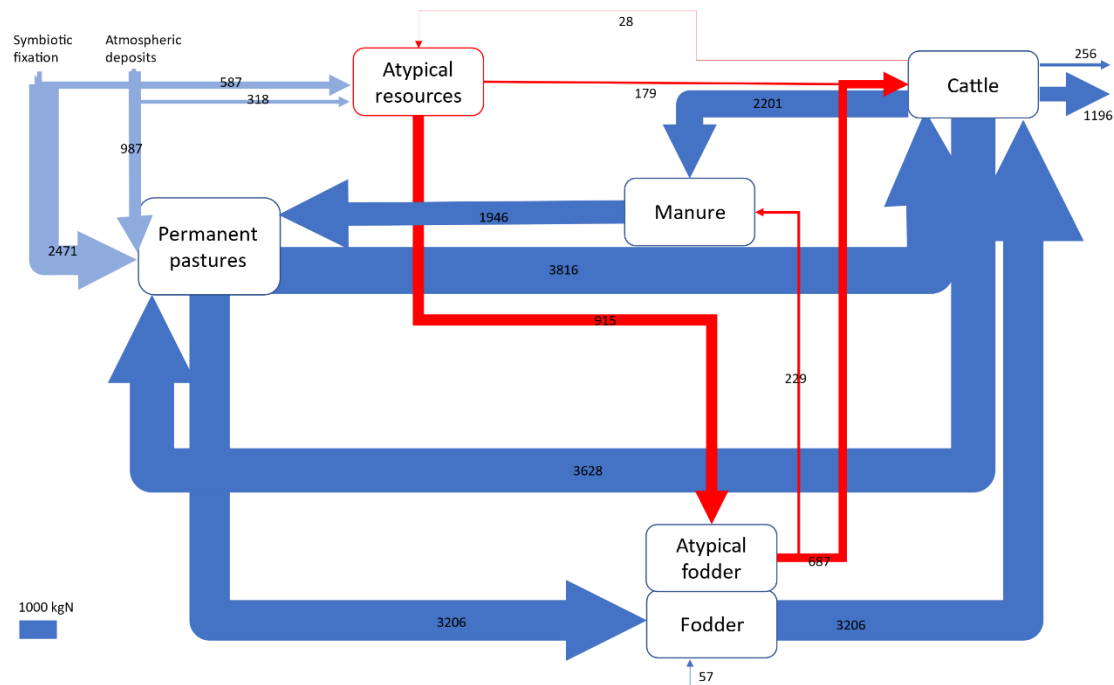 28
Symbiotic
fixation
Atmospheric
deposits
256
587
Atypical
resources
Cattle
318
179
2201
1196
987
1946
Manure
Permanent
pastures
2471
3816
915
229
3628
Atypical
fodder
687
1000 kgN
3206
Fodder
3206
57